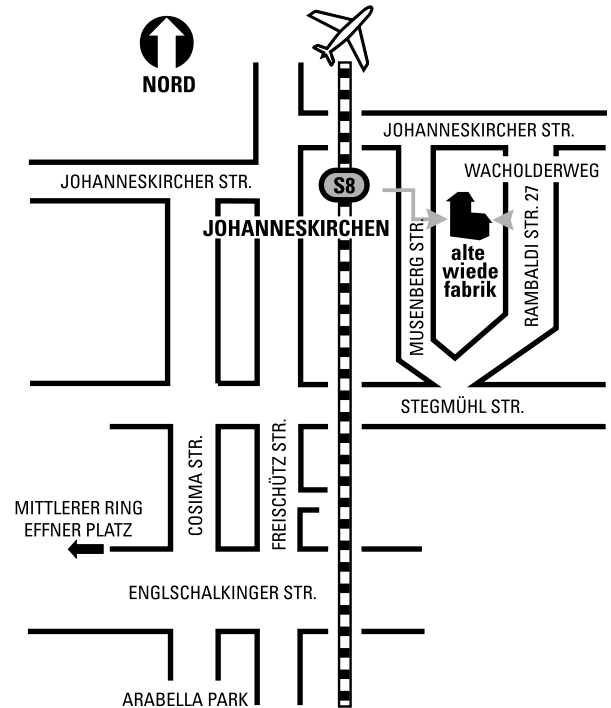 NORD
JOHANNESKIRCHER STR.
WACHOLDERWEG
JOHANNESKIRCHER STR.
S8
JOHANNESKIRCHEN
MUSENBERG STR.
alte
wiede
fabrik
RAMBALDI STR. 27
STEGMÜHL STR.
COSIMA STR.
FREISCHÜTZ STR.
MITTLERER RING
EFFNER PLATZ
ENGLSCHALKINGER STR.
ARABELLA PARK